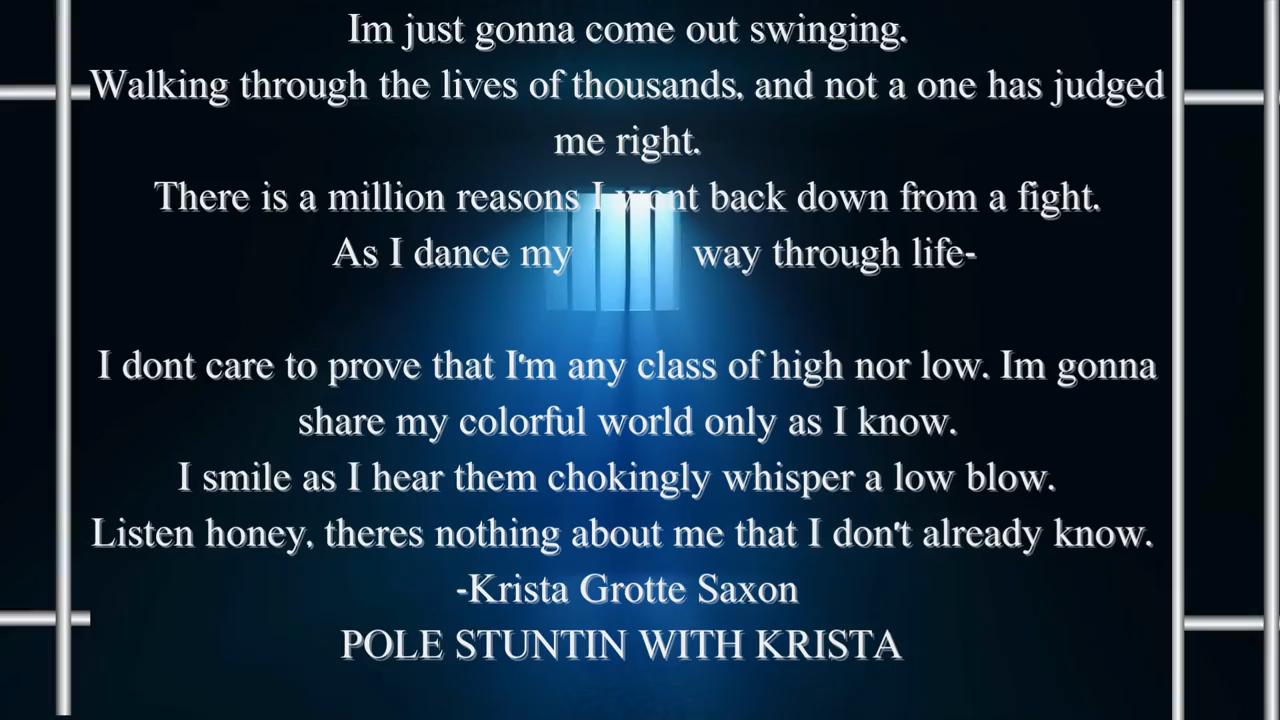 Im just gonna come out swinging.
Walking through the lives of thousands, and not a one has judged
me right.
There is a million reasons I wont back down from a fight.
As I dance my way through life-
I dont care to prove that I'm any class of high nor low. Im gonna
share my colorful world only as I know.
I smile as I hear them chokingly whisper a low blow.
Listen honey, theres nothing about me that I don't already know.
-Krista Grotte Saxon
POLE STUNTIN WITH KRISTA